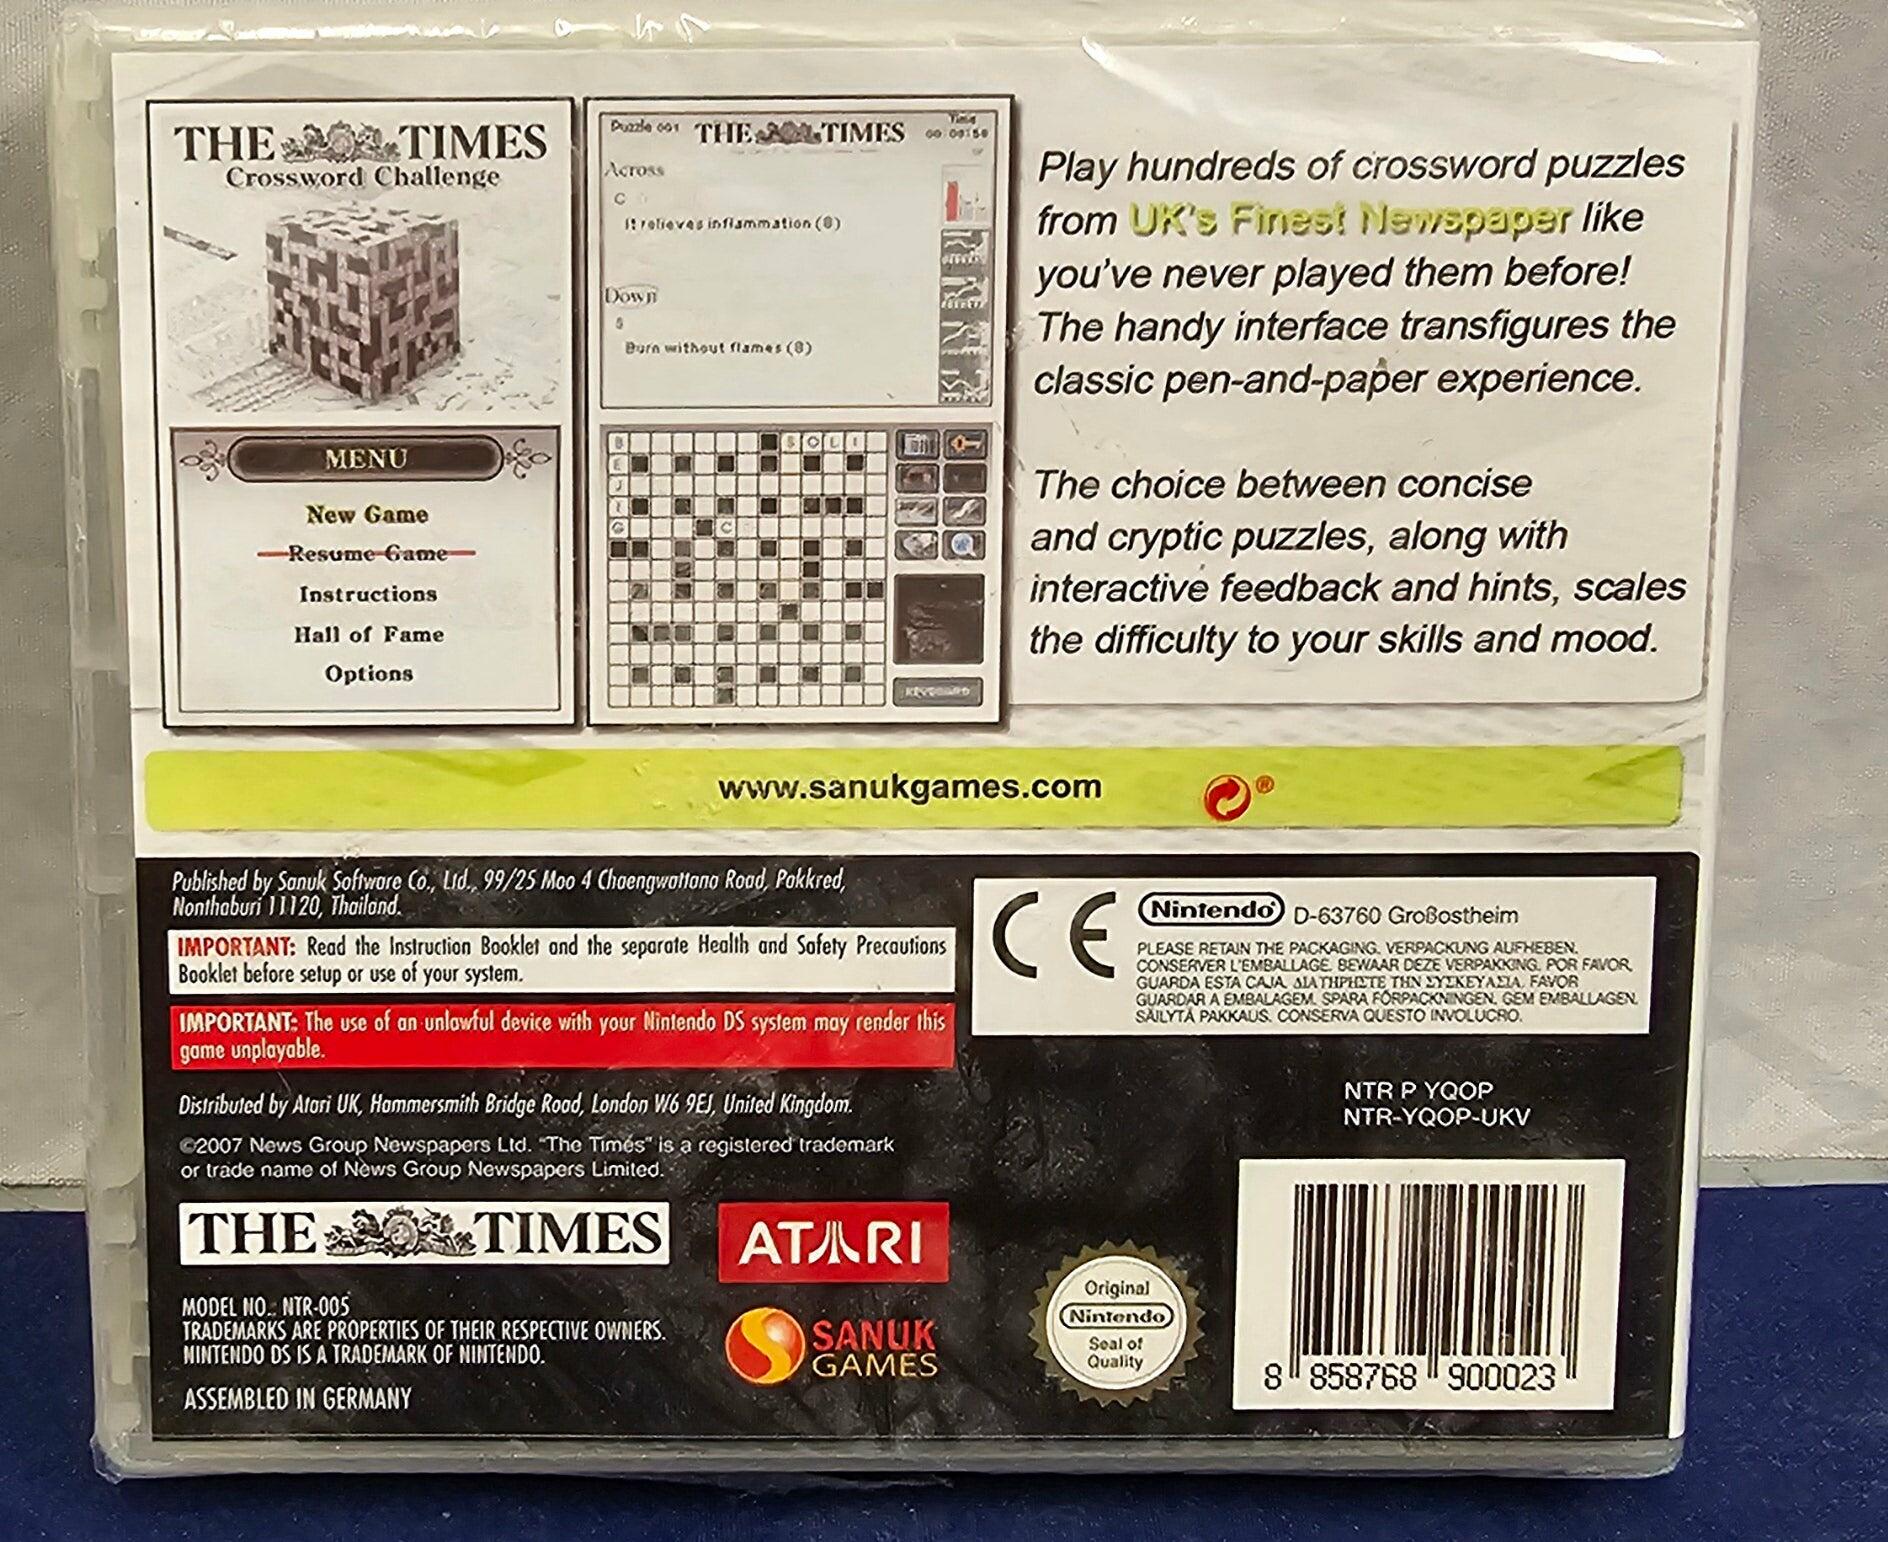 THE TIMES
Crossword Challenge
MENU
New Game
Resume Game
Instructions
Hall of Fame
Options
Puzzle 001
THE TIMES
Time
Across
C
It relieves inflammation (8)
Down
Burn without flames (8)
KEYBOARD
Play hundreds of crossword puzzles
from UK's Finest Newspaper like
you've never played them before!
The handy interface transfigures the
classic pen-and-paper experience.
The choice between concise
and cryptic puzzles, along with
interactive feedback and hints, scales
the difficulty to your skills and mood.
www.sanukgames.com
®
Published by Sanuk Software Co., Ltd., 99/25 Moo 4 Chaengwattana Road, Pakkred,
Nonthaburi 11120, Thailand.
IMPORTANT: Read the Instruction Booklet and the separate Health and Safety Precautions
Booklet before setup or use of your system.
IMPORTANT: The use of an unlawful device with your Nintendo DS system may render this
game unplayable.
Distributed by Atari UK, Hammersmith Bridge Road, London W6 9EJ, United Kingdom.
©2007 News Group Newspapers Ltd. "The Times" is a registered trademark
or trade name of News Group Newspapers Limited.
THE TIMES
ATARI
SANUK
GAMES
MODEL NO.: NTR-005
TRADEMARKS ARE PROPERTIES OF THEIR RESPECTIVE OWNERS.
NINTENDO DS IS A TRADEMARK OF NINTENDO.
ASSEMBLED IN GERMANY
CE
Nintendo® D-63760 Großostheim
PLEASE RETAIN THE PACKAGING. VERPACKUNG AUFHEBEN.
CONSERVER L'EMBALLAGE. BEWAAR DEZE VERPAKKING. POR FAVOR,
GUARDA ESTA CAJA. ΔΙΑΤΗΡΗΣΤΕ ΤΗΝ ΣΥΣΚΕΥΑΣΙΑ. FAVOR
GUARDAR A EMBALAGEM. SPARA FÖRPACKNINGEN. GEM EMBALLAGEN.
SÄILYTÄ PAKKAUS. CONSERVA QUESTO INVOLUCRO.
NTR P YQOP
NTR-YQOP-UKV
Original
Nintendo
Seal of
Quality
8 858768 900023